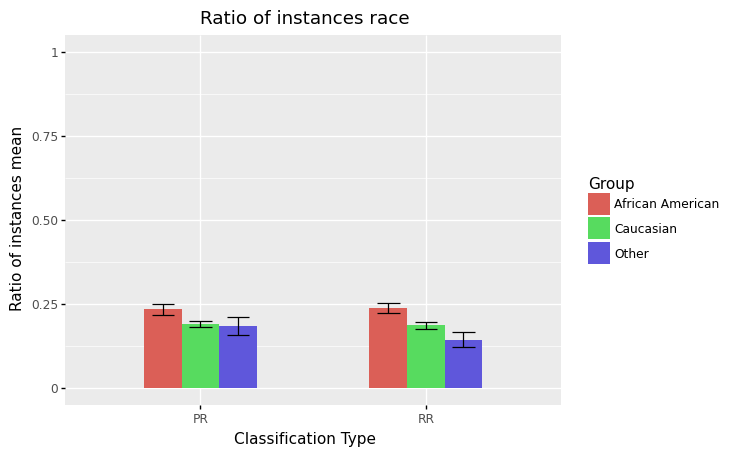 Ratio of instances race
Ratio of instances mean
1
0.75
0.50
0.25
0
PR
RR
Classification Type
Group
African American
Caucasian
Other